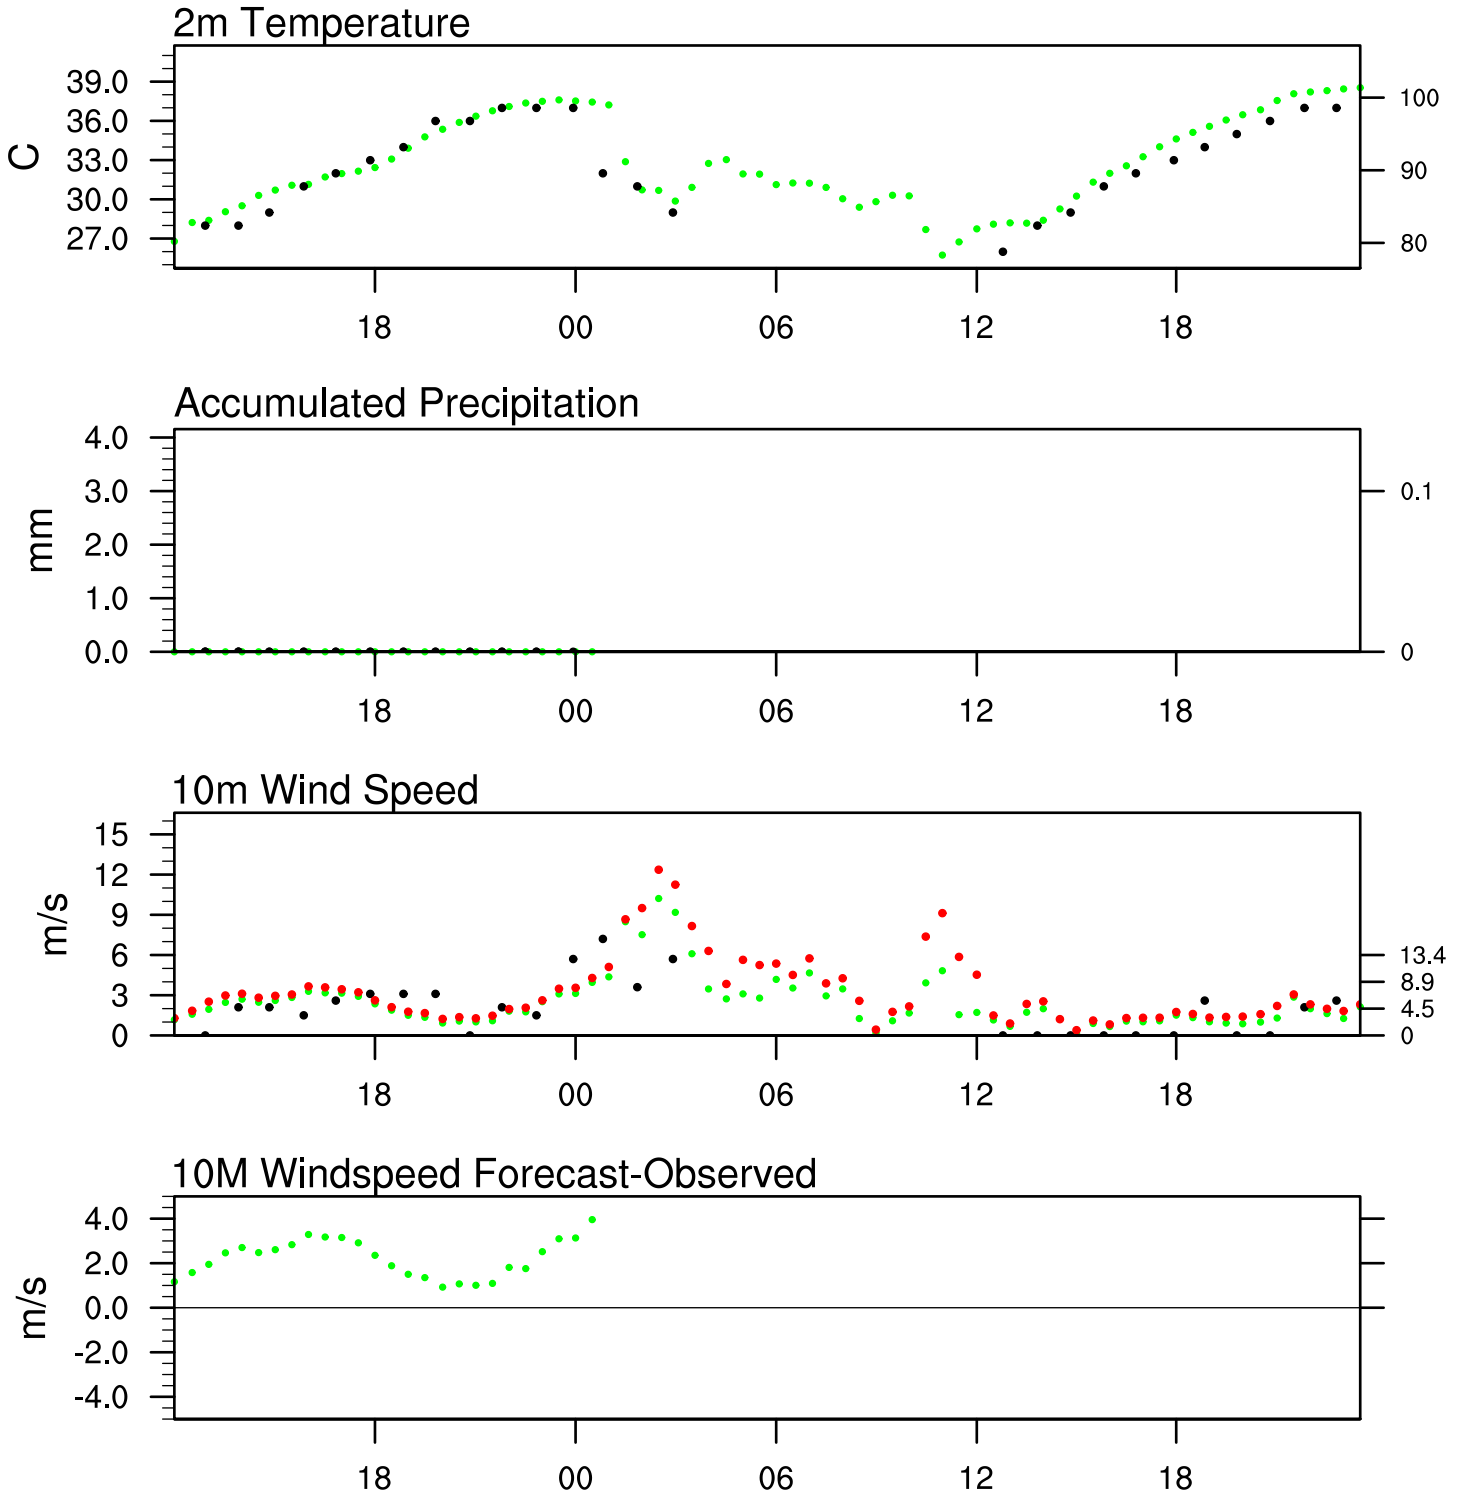 2m Temperature
C
39.0
36.0
33.0
30.0
27.0
100
90
80
18 00 06 12 18
Accumulated Precipitation
mm
4.0
3.0
2.0
1.0
0.0
0.1
0
18 00 06 12 18
10m Wind Speed
m/s
15
12
9
6
3
0
13.4
8.9
4.5
0
18 00 06 12 18
10M Windspeed Forecast-Observed
m/s
4.0
2.0
0.0
-2.0
-4.0
18 00 06 12 18